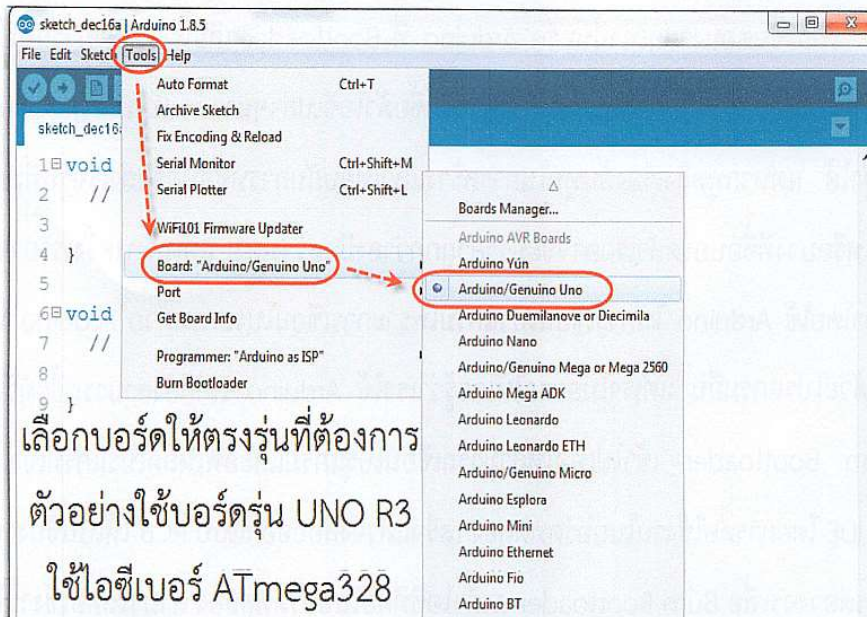 sketch_dec16a | Arduino 1.8.5
File Edit Sketch Tools Help
Auto Format Ctrl+T
Archive Sketch
Fix Encoding & Reload
Serial Monitor Ctrl+Shift+M
Serial Plotter Ctrl+Shift+L
WiFi101 Firmware Updater
Board: "Arduino/Genuino Uno"
Port
Get Board Info
Programmer: "Arduino as ISP"
Burn Bootloader
sketch_dec16
1 void
2 //
3
4
5
6 void
7 //
8
9 }
Boards Manager...
Arduino AVR Boards
Arduino Yún
Arduino/Genuino Uno
Arduino Duemilanove or Diecimila
Arduino Nano
Arduino/Genuino Mega or Mega 2560
Arduino Mega ADK
Arduino Leonardo
Arduino Leonardo ETH
Arduino/Genuino Micro
Arduino Esplora
Arduino Mini
Arduino Ethernet
Arduino Fio
Arduino BT
เลือกบอร์ดให้ตรงรุ่นที่ต้องการ
ตัวอย่างใช้บอร์ดรุ่น UNO R3
ใช้ไอซีเบอร์ ATmega328